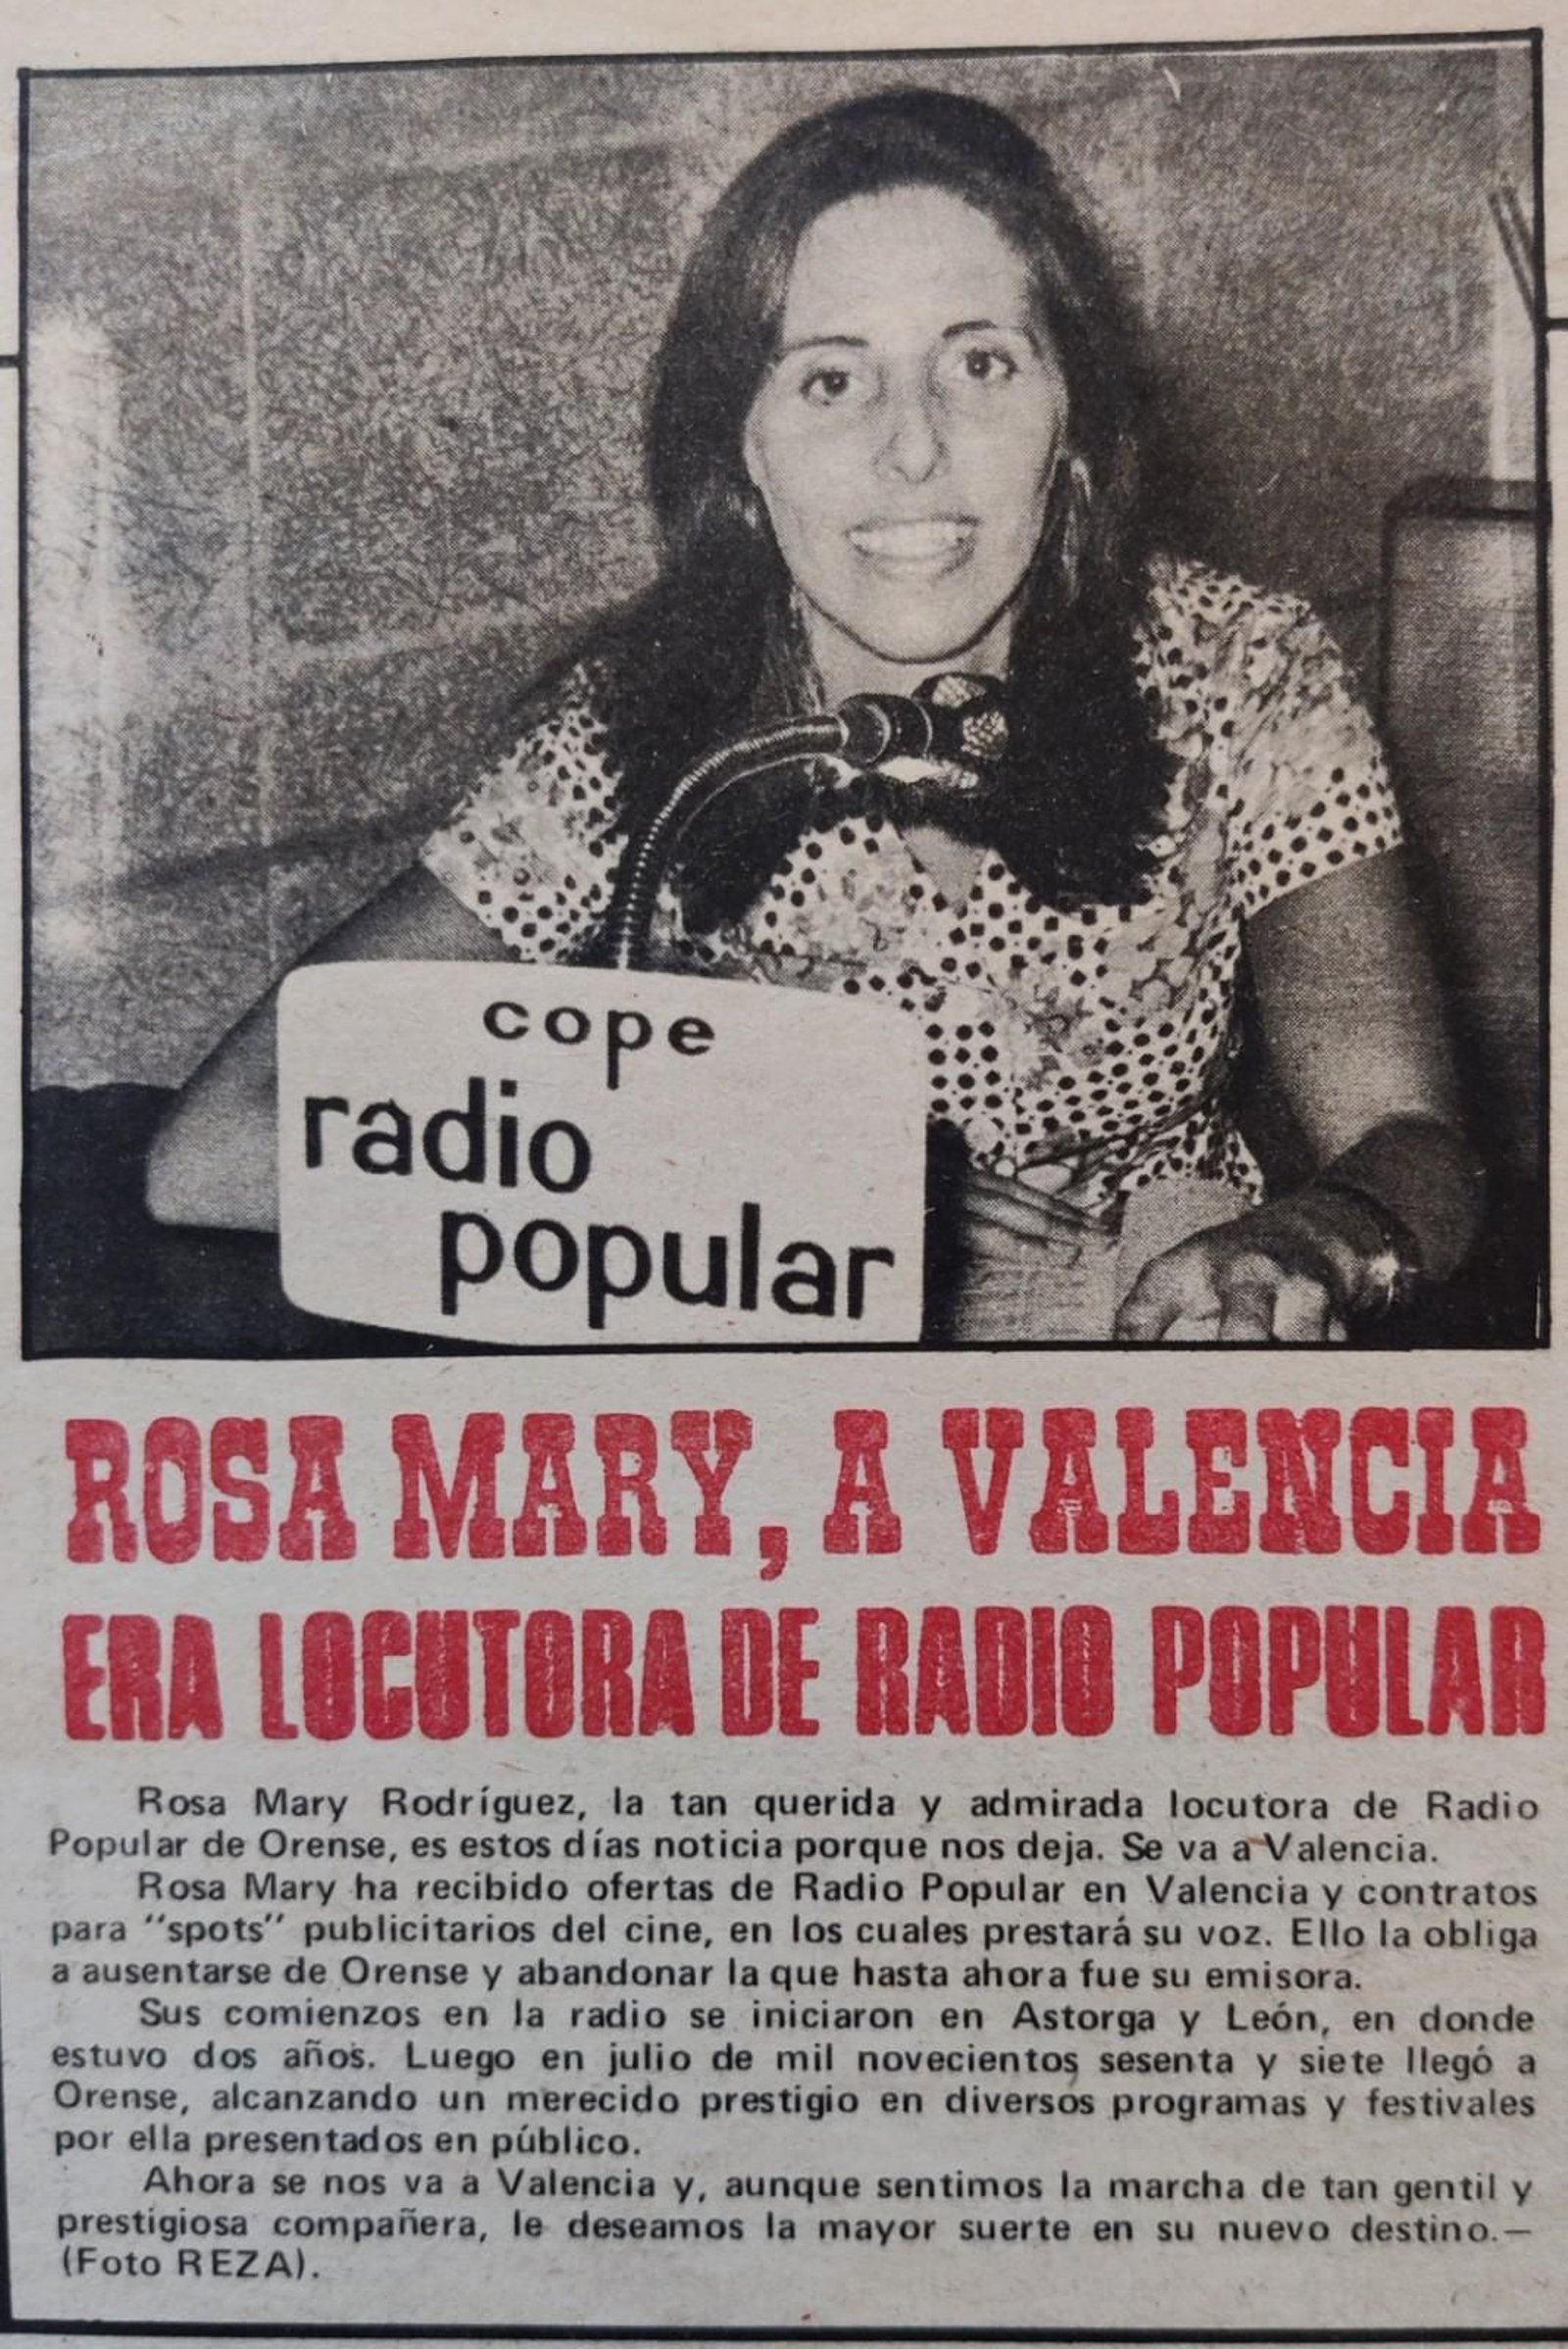 cope
radio
popular
ROSA MARY, A VALENCIA
ERA LOCUTORA DE RADIO POPULAR
Rosa Mary Rodríguez, la tan querida y admirada locutora de Radio
Popular de Orense, es estos días noticia porque nos deja. Se va a Valencia.
Rosa Mary ha recibido ofertas de Radio Popular en Valencia y contratos
para “spots” publicitarios del cine, en los cuales prestará su voz. Ello la obliga
a ausentarse de Orense y abandonar la que hasta ahora fue su emisora.
Sus comienzos en la radio se iniciaron en Astorga y León, en donde
estuvo dos años. Luego en julio de mil novecientos sesenta y siete llegó a
Orense, alcanzando un merecido prestigio en diversos programas y festivales
por ella presentados en público.
Ahora se nos va a Valencia y, aunque sentimos la marcha de tan gentil y
prestigiosa compañera, le deseamos la mayor suerte en su nuevo destino.—
(Foto REZA).